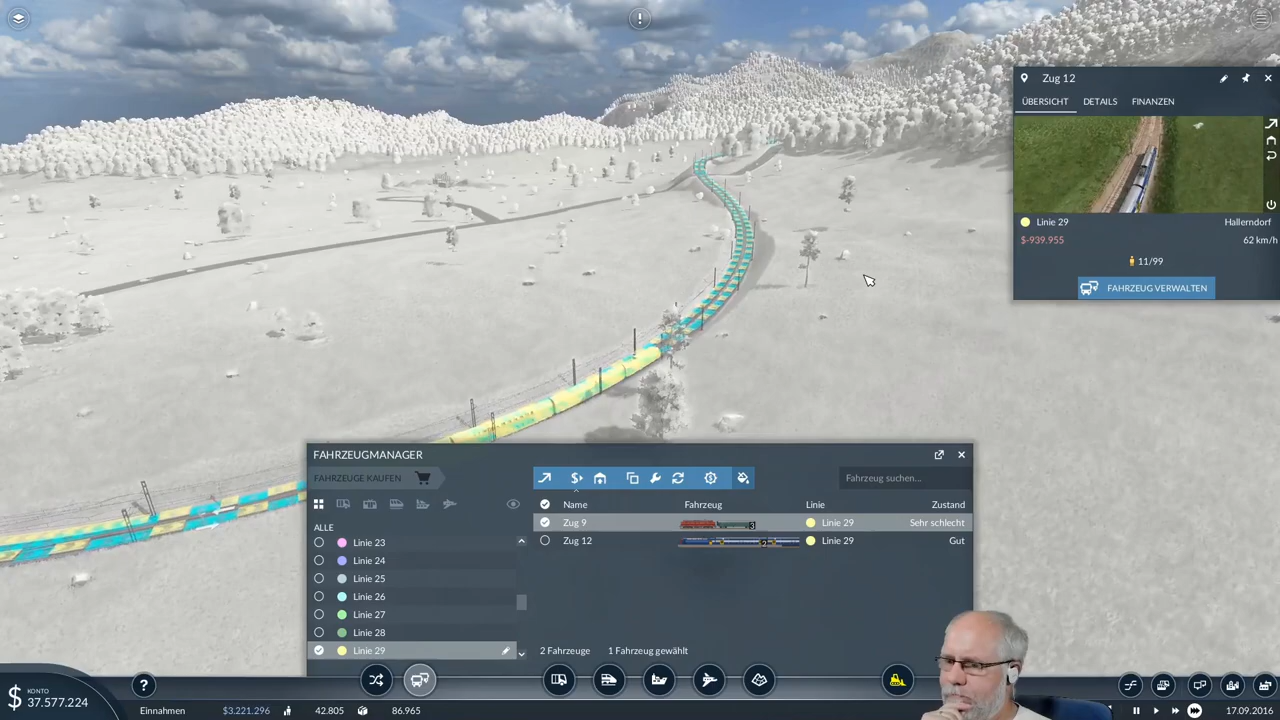 Zug 12
ÜBERSICHT DETAILS FINANZEN
Linie 29 Hallerndorf
$-939.955 62 km/h
11/99
FAHRZEUG VERWALTEN
FAHRZEUGMANAGER
FAHRZEUGE KAUFEN
Fahrzeug suchen...
Name Fahrzeug Linie Zustand
Zug 9 3 Linie 29 Sehr schlecht
Zug 12 2 Linie 29 Gut
ALLE
Linie 23
Linie 24
Linie 25
Linie 26
Linie 27
Linie 28
Linie 29
2 Fahrzeuge 1 Fahrzeug gewählt
$ KONTO
37.577.224
?
Einnahmen $3.221.296 42.805 86.965
17.09.2016